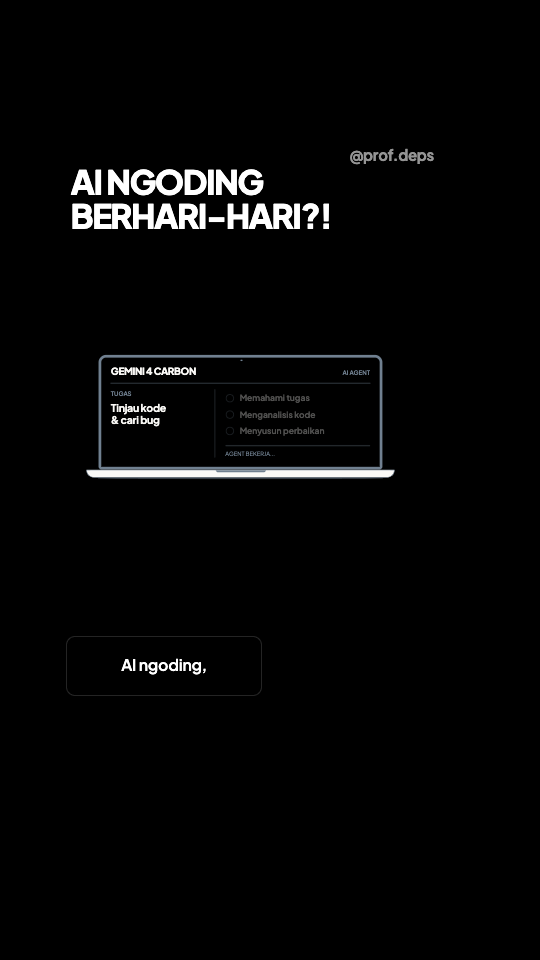 @prof.deps
AI NGODING
BERHARI-HARI?!
GEMINI 4 CARBON
AI AGENT
TUGAS
Tinjau kode
& cari bug
Memahami tugas
Menganalisis kode
Menyusun perbaikan
AGENT BEKERJA...
AI ngoding,